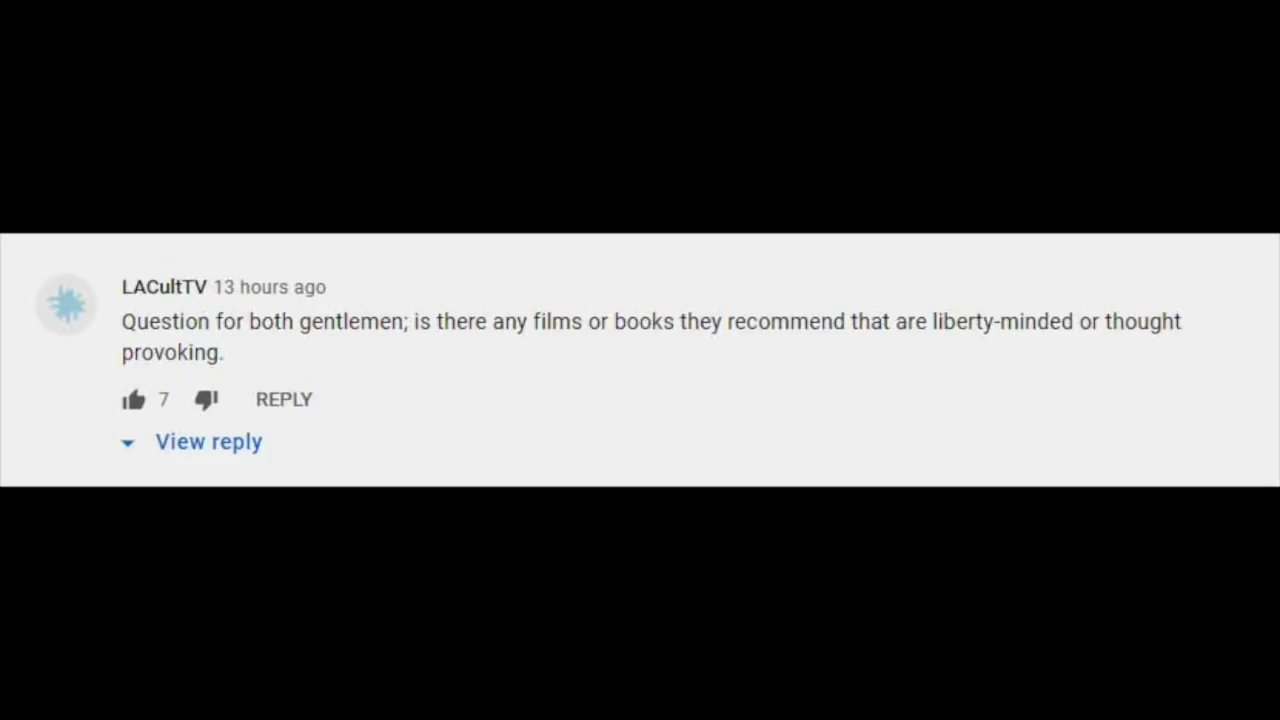 LACultTV 13 hours ago
Question for both gentlemen; is there any films or books they recommend that are liberty-minded or thought
provoking.
7 REPLY
View reply